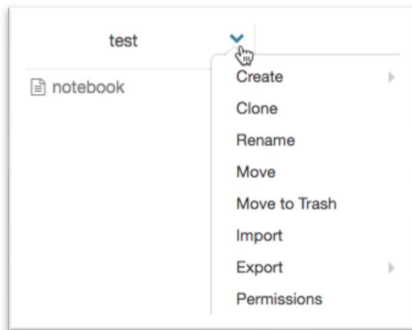 test
notebook
Create
Clone
Rename
Move
Move to Trash
Import
Export
Permissions